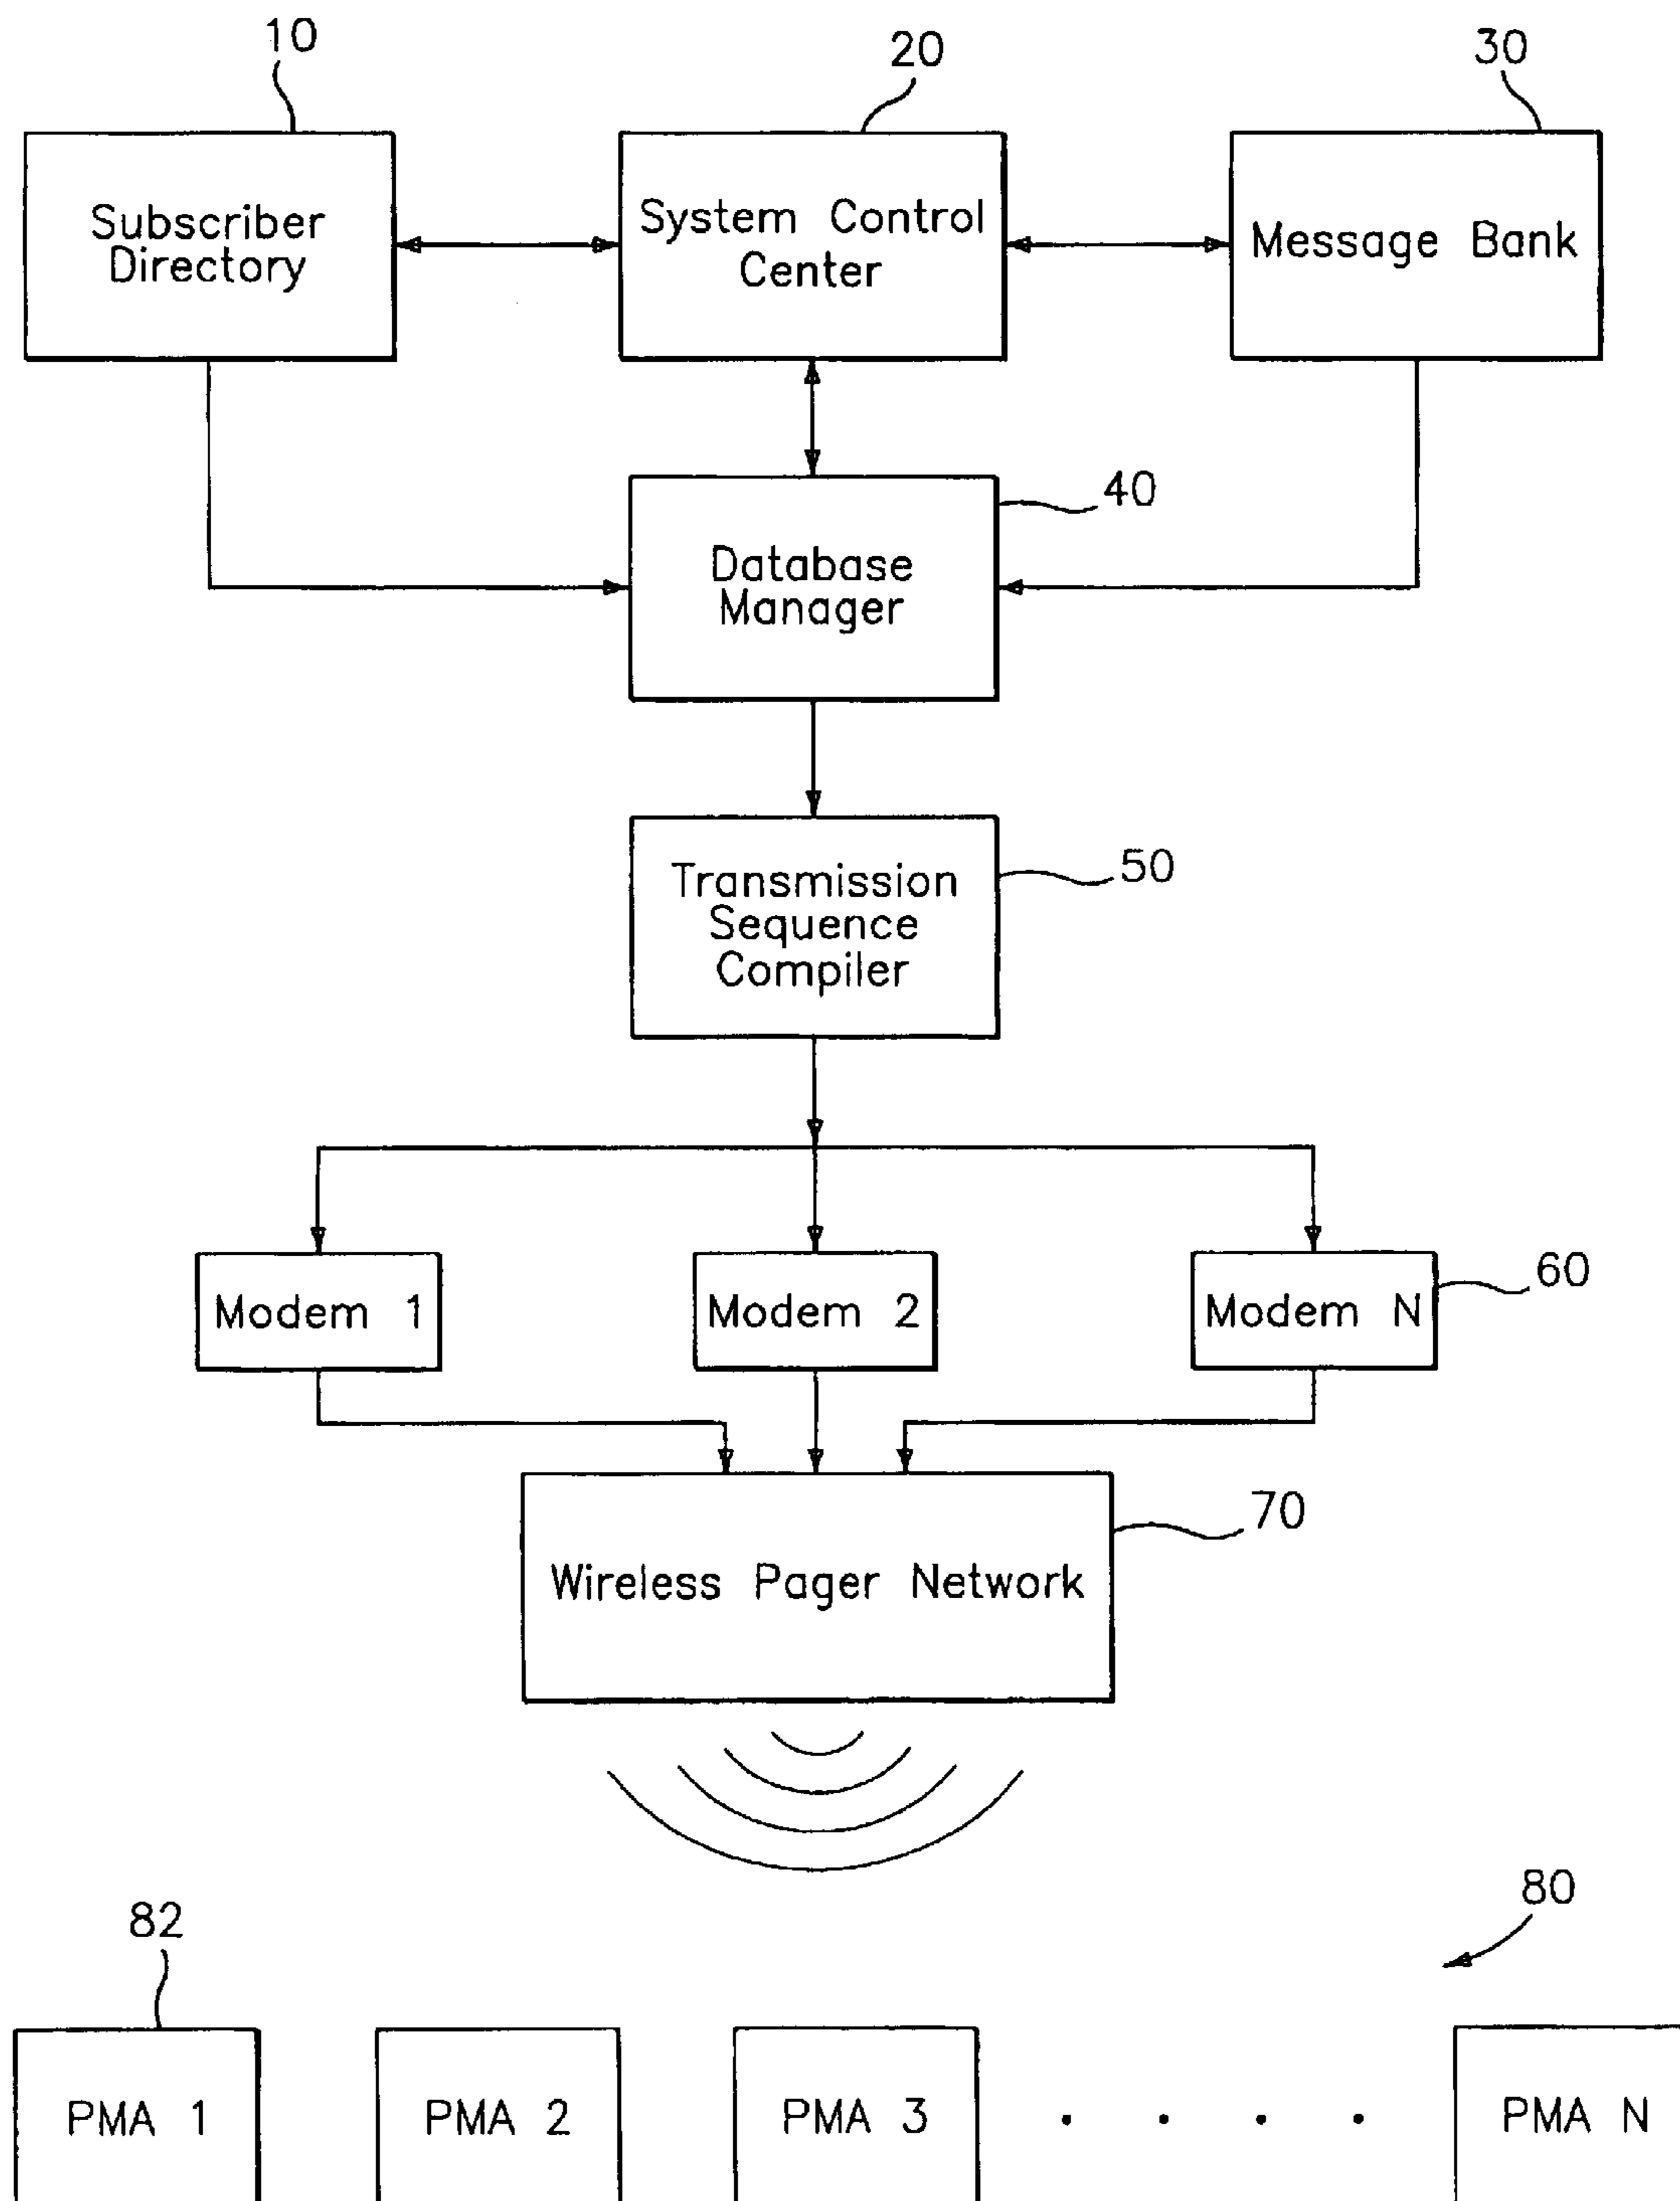 10
20
30
Subscriber
Directory
System Control
Center
Message Bank
40
Database
Manager
50
Transmission
Sequence
Compiler
60
Modem 1
Modem 2
Modem N
70
Wireless Pager Network
80
82
PMA 1
PMA 2
PMA 3
. . . .
PMA N